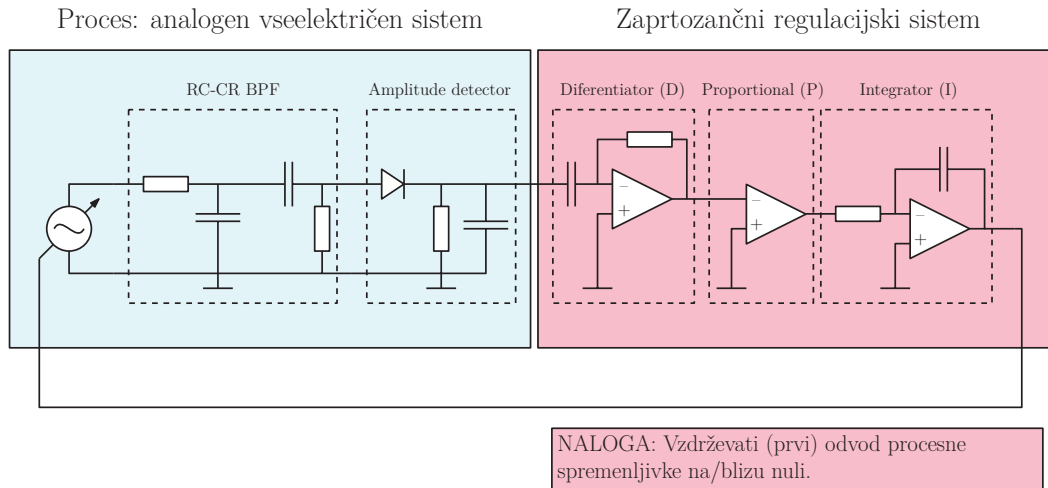 Proces: analogen vseelektričen sistem
Zaprtozančni regulacijski sistem
RC-CR BPF
Amplitude detector
Diferentiator (D)
Proportional (P)
Integrator (I)
−
+
−
+
−
+
NALOGA: Vzdrževati (prvi) odvod procesne
spremenljivke na/blizu nuli.